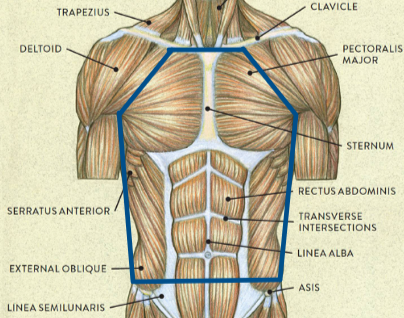 TRAPEZIUS
CLAVICLE
DELTOID
PECTORALIS
MAJOR
STERNUM
RECTUS ABDOMINIS
SERRATUS ANTERIOR
TRANSVERSE
INTERSECTIONS
LINEA ALBA
EXTERNAL OBLIQUE
ASIS
LINEA SEMILUNARIS